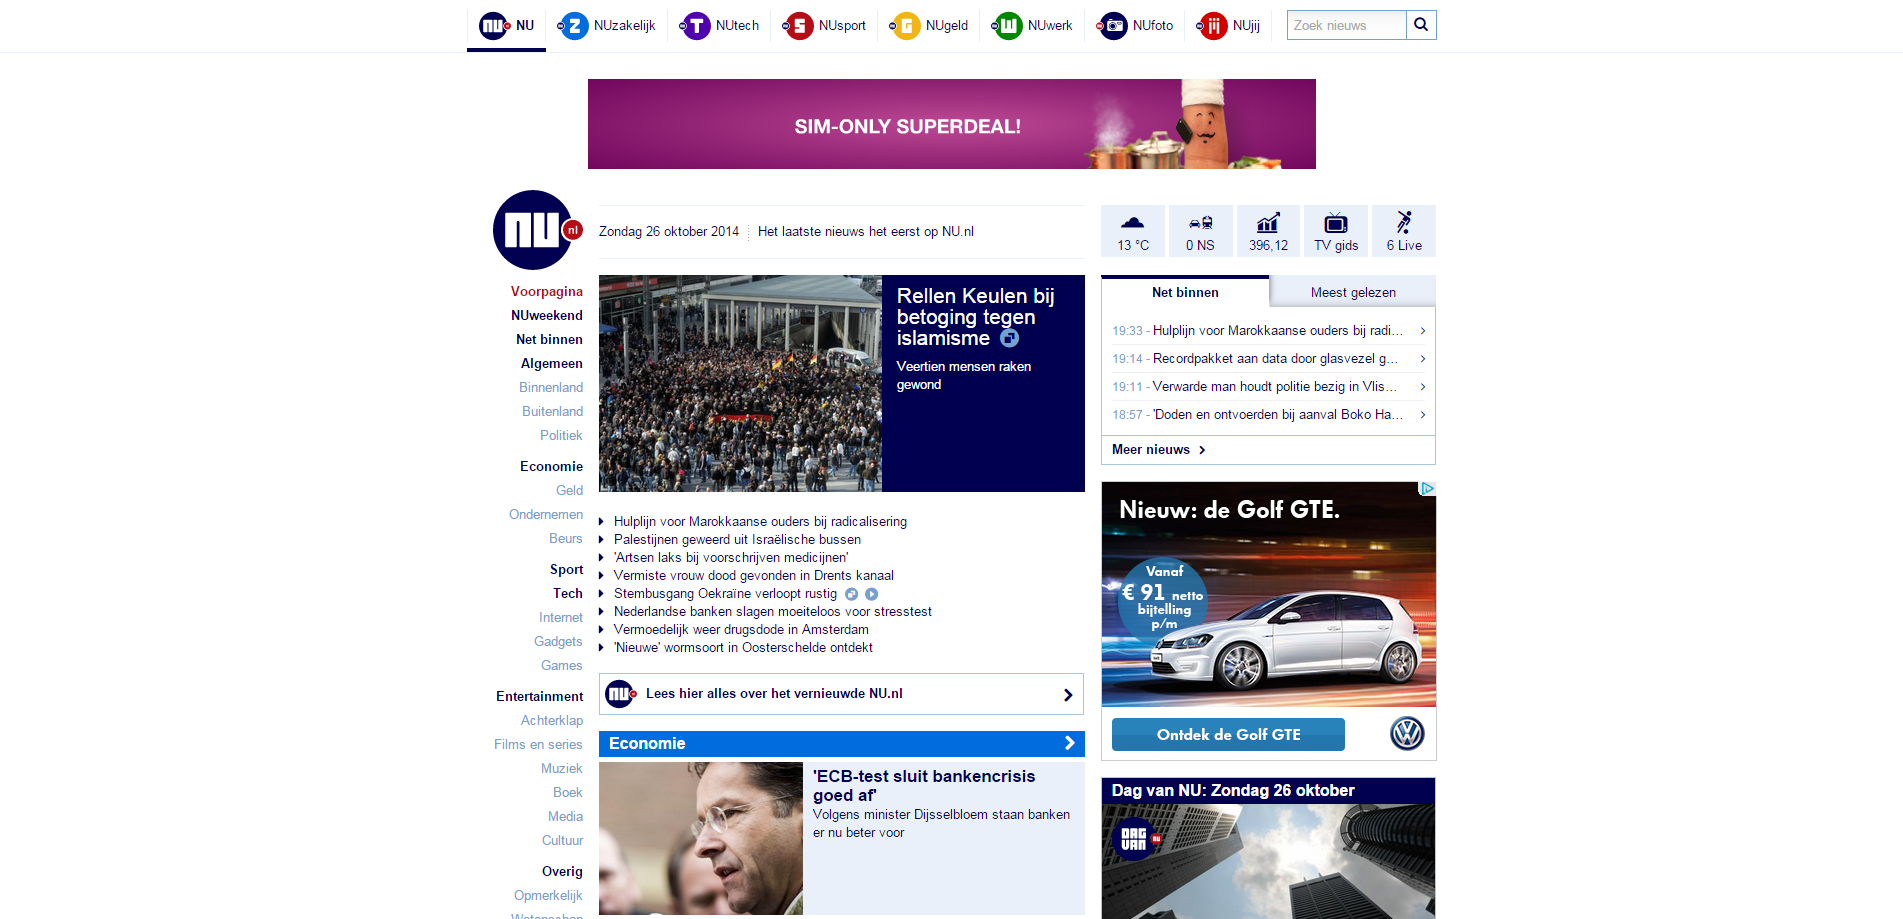 NU
NUzakelijk
NUtech
NUsport
NUgeld
NUwerk
NUfoto
NUjij
Zoek nieuws
SIM-ONLY SUPERDEAL!
nu nl
Zondag 26 oktober 2014
Het laatste nieuws het eerst op NU.nl
13 °C
0 NS
396,12
TV gids
6 Live
Voorpagina
NUweekend
Net binnen
Algemeen
Binnenland
Buitenland
Politiek
Economie
Geld
Ondernemen
Beurs
Sport
Tech
Internet
Gadgets
Games
Entertainment
Achterklap
Films en series
Muziek
Boek
Media
Cultuur
Overig
Opmerkelijk
Wetenschap
Rellen Keulen bij
betoging tegen
islamisme
Veertien mensen raken
gewond
Hulplijn voor Marokkaanse ouders bij radicalisering
Palestijnen geweerd uit Israëlische bussen
'Artsen laks bij voorschrijven medicijnen'
Vermiste vrouw dood gevonden in Drents kanaal
Stembusgang Oekraïne verloopt rustig
Nederlandse banken slagen moeiteloos voor stresstest
Vermoedelijk weer drugsdode in Amsterdam
'Nieuwe' wormsoort in Oosterschelde ontdekt
nu Lees hier alles over het vernieuwde NU.nl
Economie
'ECB-test sluit bankencrisis
goed af'
Volgens minister Dijsselbloem staan banken
er nu beter voor
Net binnen
Meest gelezen
19:33 - Hulplijn voor Marokkaanse ouders bij radi...
19:14 - Recordpakket aan data door glasvezel g...
19:11 - Verwarde man houdt politie bezig in Vlis...
18:57 - 'Doden en ontvoerden bij aanval Boko Ha...
Meer nieuws
Nieuw: de Golf GTE.
Vanaf
€ 91 netto
bijtelling
p/m
Ontdek de Golf GTE
Dag van NU: Zondag 26 oktober
DAG
VAN
NU